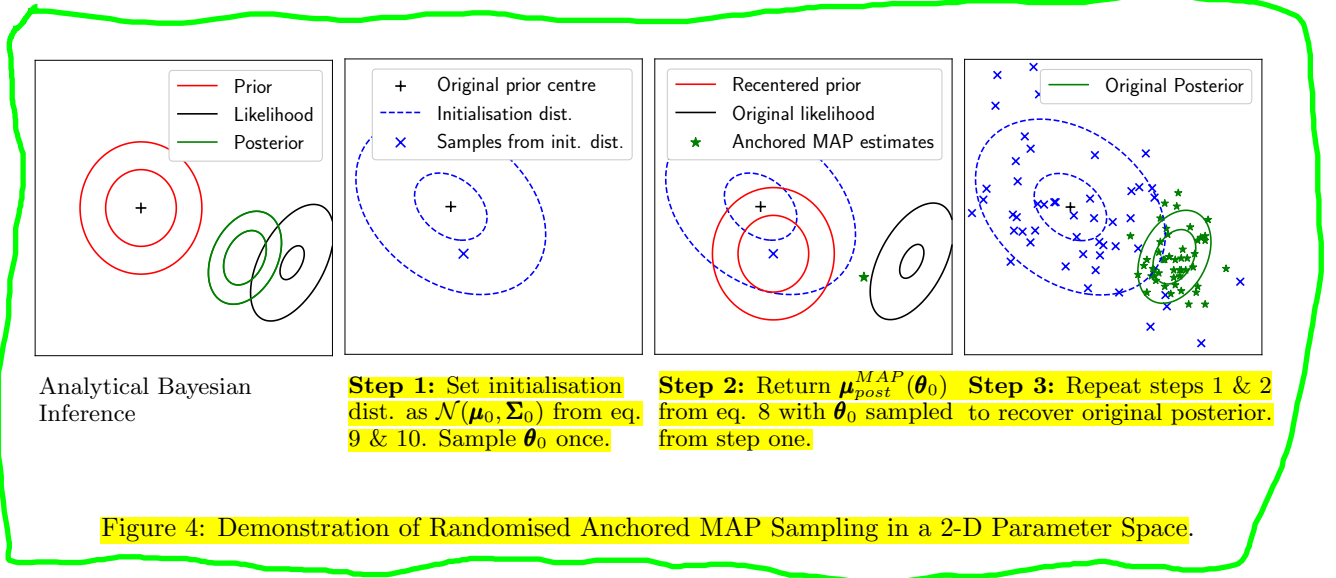 Prior
Likelihood
Posterior
Original prior centre
Initialisation dist.
Samples from init. dist.
Recentered prior
Original likelihood
Anchored MAP estimates
Original Posterior
Analytical Bayesian
Inference
Step 1: Set initialisation
dist. as 𝒩(μ₀, Σ₀) from eq.
9 & 10. Sample θ₀ once.
Step 2: Return μ_{post}^{MAP}(θ₀)
from eq. 8 with θ₀ sampled
from step one.
Step 3: Repeat steps 1 & 2
to recover original posterior.
Figure 4: Demonstration of Randomised Anchored MAP Sampling in a 2-D Parameter Space.